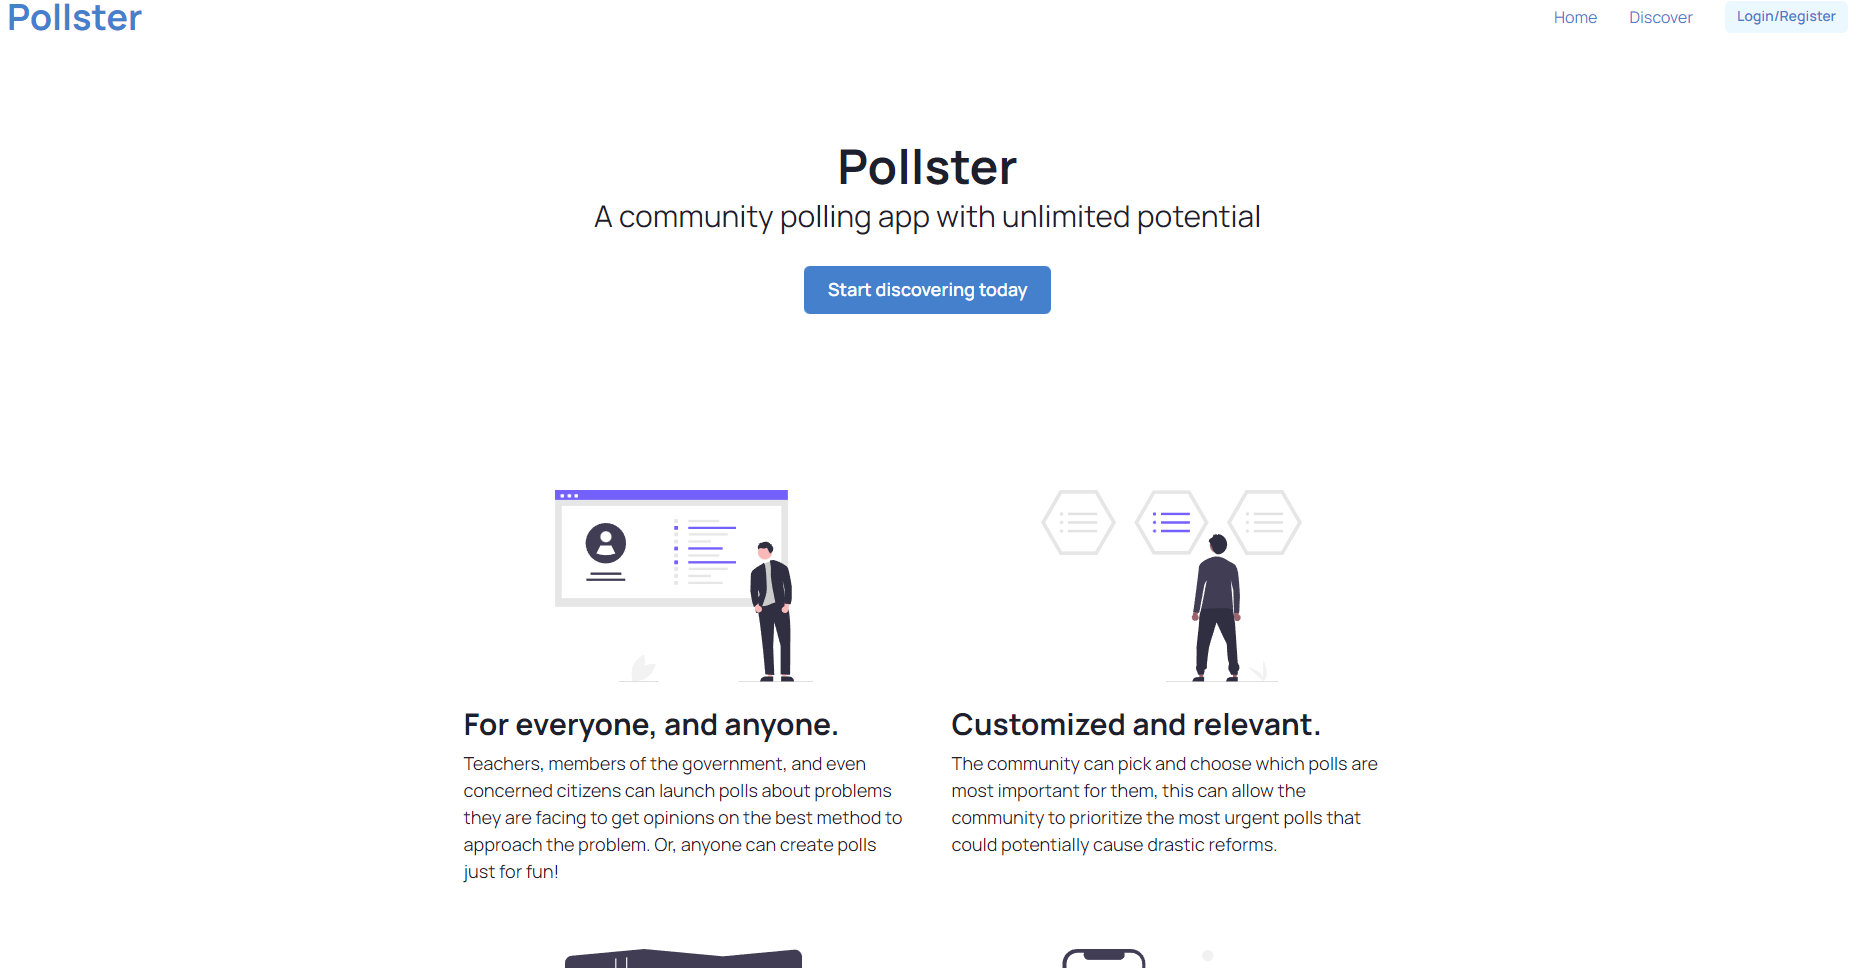 Pollster
Home
Discover
Login/Register
Pollster
A community polling app with unlimited potential
Start discovering today
For everyone, and anyone.
Teachers, members of the government, and even
concerned citizens can launch polls about problems
they are facing to get opinions on the best method to
approach the problem. Or, anyone can create polls
just for fun!
Customized and relevant.
The community can pick and choose which polls are
most important for them, this can allow the
community to prioritize the most urgent polls that
could potentially cause drastic reforms.